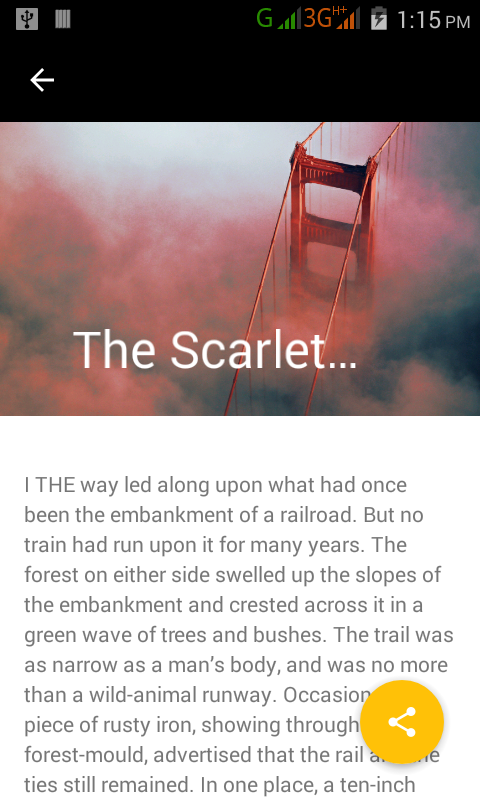 G 3G H+ 1:15 PM
The Scarlet...
I THE way led along upon what had once
been the embankment of a railroad. But no
train had run upon it for many years. The
forest on either side swelled up the slopes of
the embankment and crested across it in a
green wave of trees and bushes. The trail was
as narrow as a man’s body, and was no more
than a wild-animal runway.
piece of rusty iron, showing through
forest-mould, advertised that the rail
ties still remained. In one place, a ten-inch